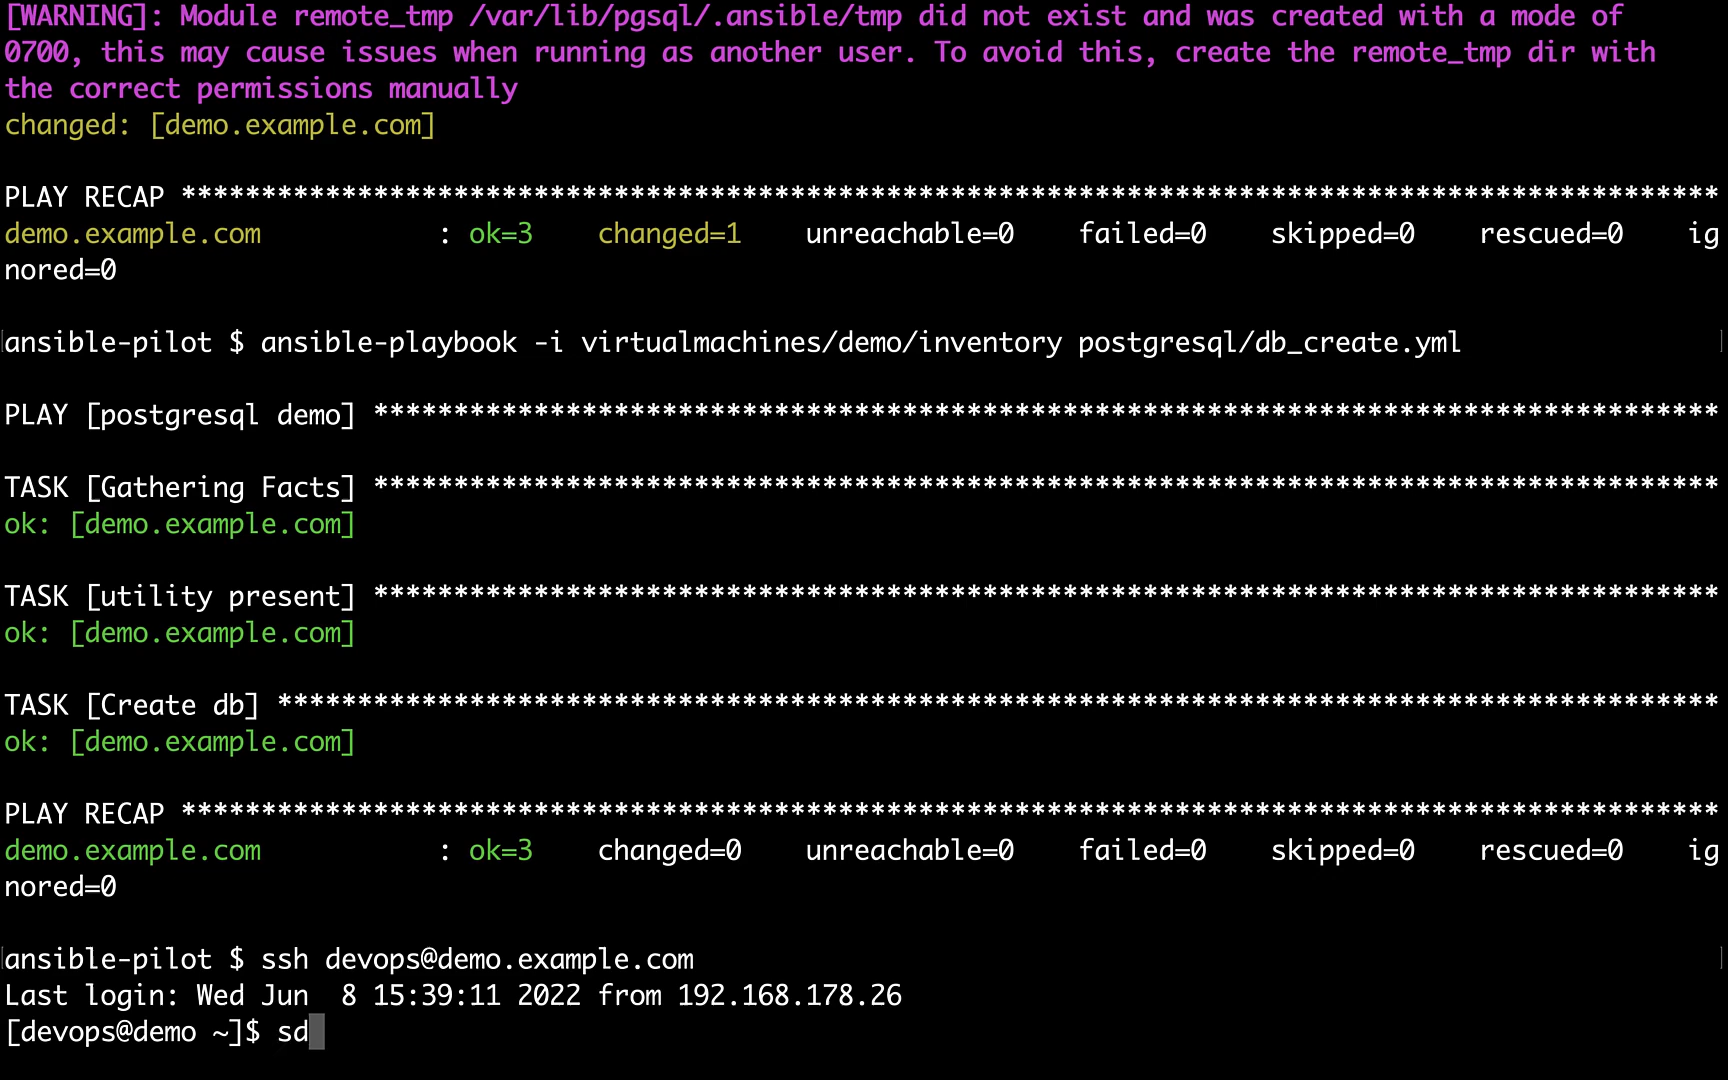 [WARNING]: Module remote_tmp /var/lib/pgsql/.ansible/tmp did not exist and was created with a mode of
0700, this may cause issues when running as another user. To avoid this, create the remote_tmp dir with
the correct permissions manually
changed: [demo.example.com]
PLAY RECAP ************************************************************************************************
demo.example.com           : ok=3    changed=1    unreachable=0    failed=0    skipped=0    rescued=0    ig
nored=0
ansible-pilot $ ansible-playbook -i virtualmachines/demo/inventory postgresql/db_create.yml
PLAY [postgresql demo] ************************************************************************************
TASK [Gathering Facts] ************************************************************************************
ok: [demo.example.com]
TASK [utility present] ************************************************************************************
ok: [demo.example.com]
TASK [Create db] ******************************************************************************************
ok: [demo.example.com]
PLAY RECAP ************************************************************************************************
demo.example.com           : ok=3    changed=0    unreachable=0    failed=0    skipped=0    rescued=0    ig
nored=0
ansible-pilot $ ssh devops@demo.example.com
Last login: Wed Jun  8 15:39:11 2022 from 192.168.178.26
[devops@demo ~]$ sd